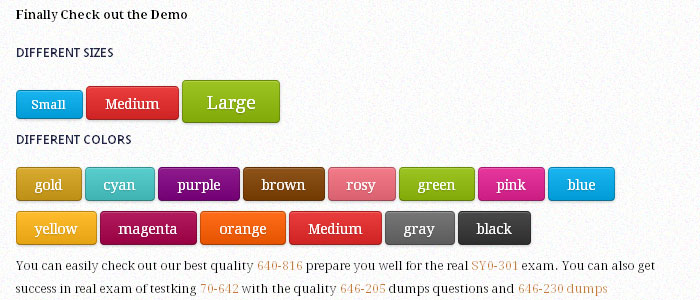 Finally Check out the Demo
DIFFERENT SIZES
Small Medium Large
DIFFERENT COLORS
gold cyan purple brown rosy green pink blue
yellow magenta orange Medium gray black
You can easily check out our best quality 640-816 prepare you well for the real SY0-301 exam. You can also get
success in real exam of testking 70-642 with the quality 646-205 dumps questions and 646-230 dumps